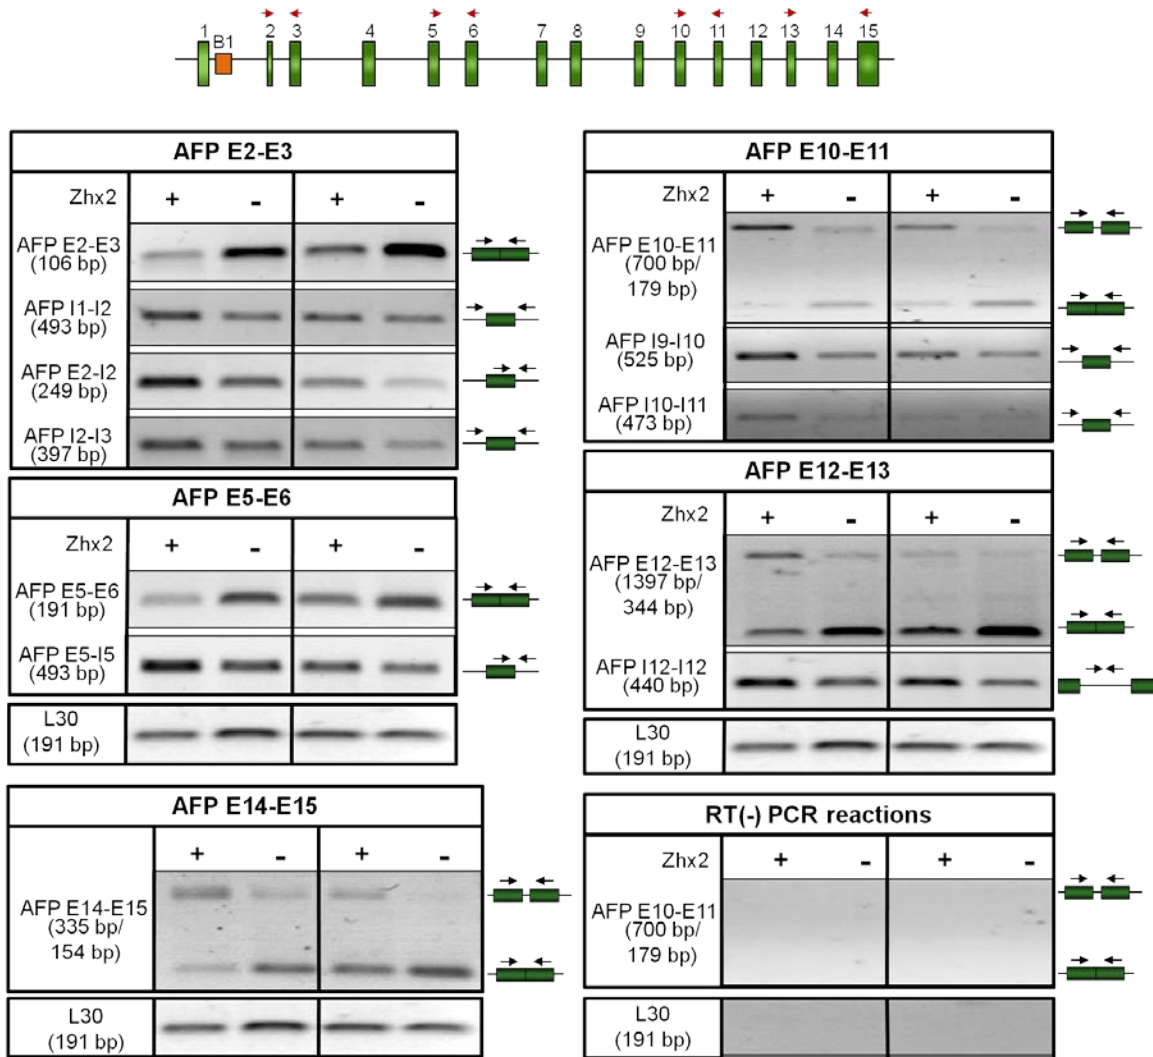 1 B1 2 3 4 5 6 7 8 9 10 11 12 13 14 15
AFP E2-E3
Zhx2 + - + -
AFP E2-E3
(106 bp)
AFP I1-I2
(493 bp)
AFP E2-I2
(249 bp)
AFP I2-I3
(397 bp)
AFP E5-E6
Zhx2 + - + -
AFP E5-E6
(191 bp)
AFP E5-I5
(493 bp)
L30
(191 bp)
AFP E14-E15
+ - + -
AFP E14-E15
(335 bp/
154 bp)
L30
(191 bp)
AFP E10-E11
Zhx2 + - + -
AFP E10-E11
(700 bp/
179 bp)
AFP I9-I10
(525 bp)
AFP I10-I11
(473 bp)
AFP E12-E13
Zhx2 + - + -
AFP E12-E13
(1397 bp/
344 bp)
AFP I12-I12
(440 bp)
L30
(191 bp)
RT(-) PCR reactions
Zhx2 + - + -
AFP E10-E11
(700 bp/
179 bp)
L30
(191 bp)